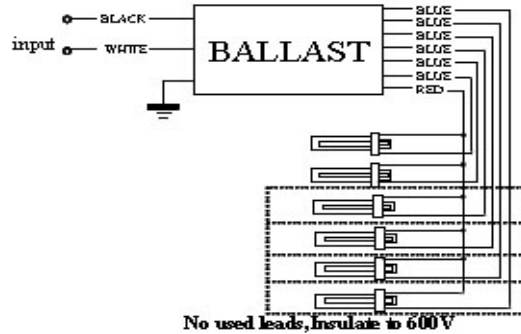 BLACK
input
WHITE
BALLAST
BLUE
BLUE
BLUE
BLUE
BLUE
BLUE
RED
No used leads,Insulate to 600V